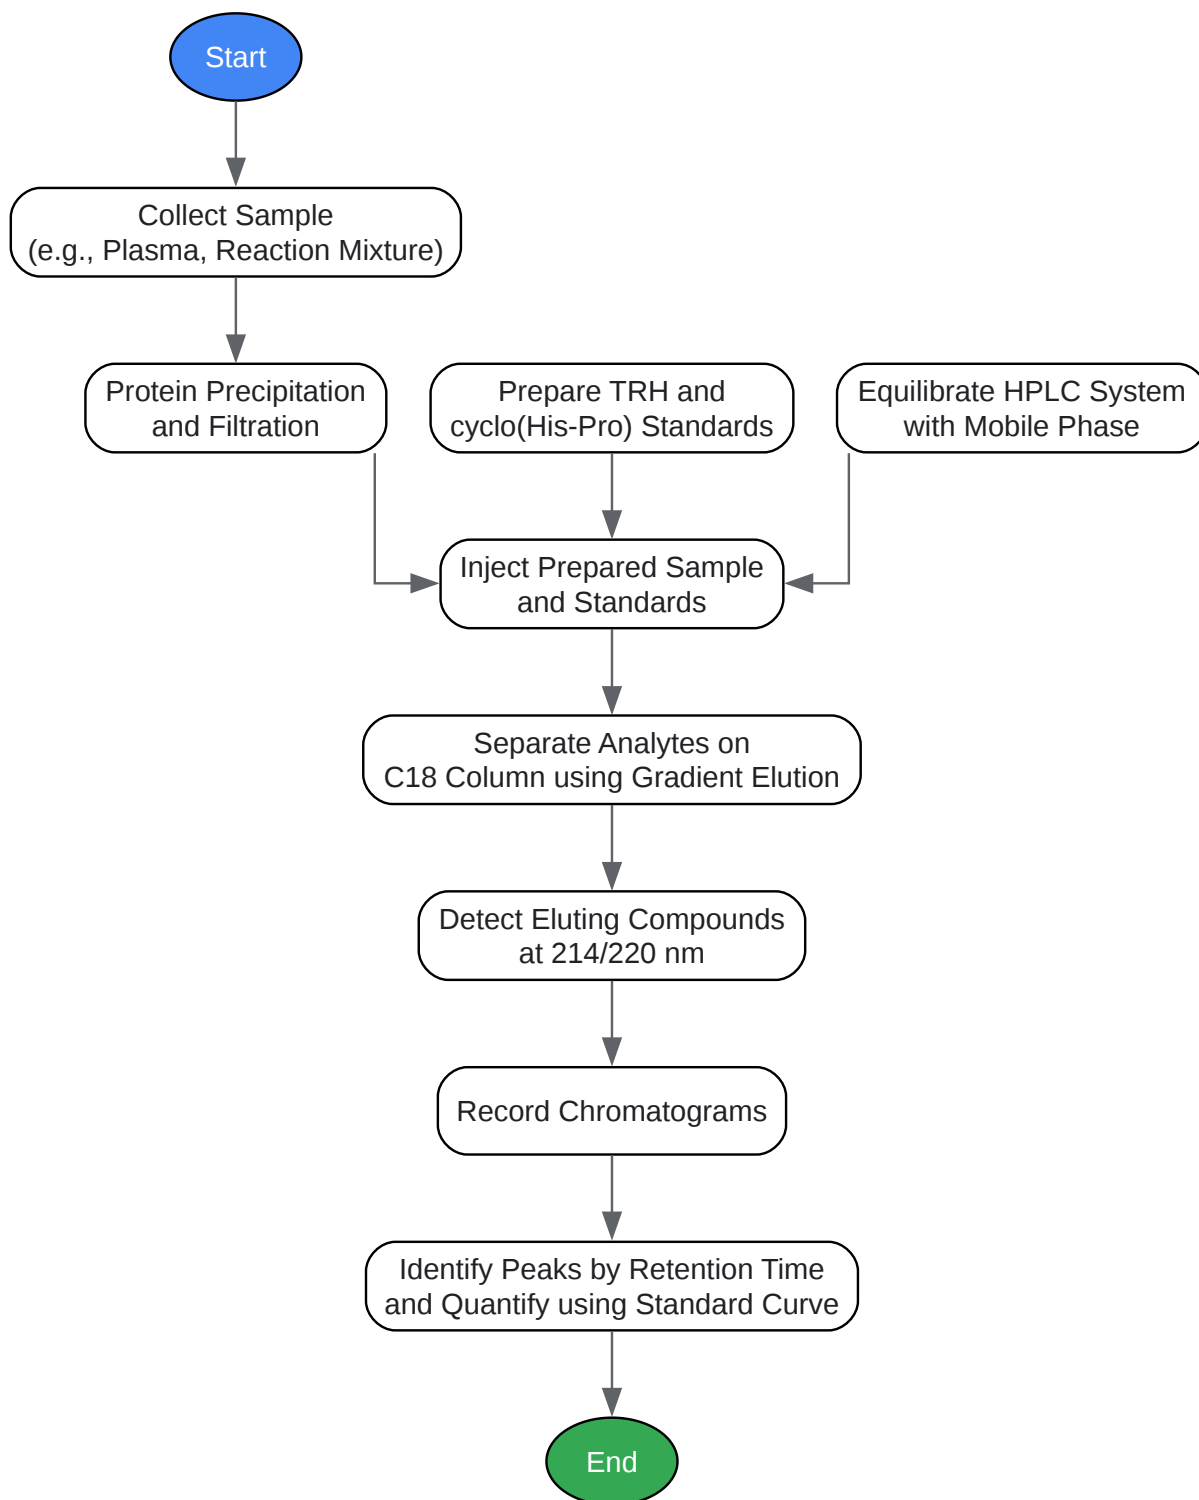 Start
Collect Sample
(e.g., Plasma, Reaction Mixture)
Protein Precipitation
and Filtration
Prepare TRH and
cyclo(His-Pro) Standards
Equilibrate HPLC System
with Mobile Phase
Inject Prepared Sample
and Standards
Separate Analytes on
C18 Column using Gradient Elution
Detect Eluting Compounds
at 214/220 nm
Record Chromatograms
Identify Peaks by Retention Time
and Quantify using Standard Curve
End